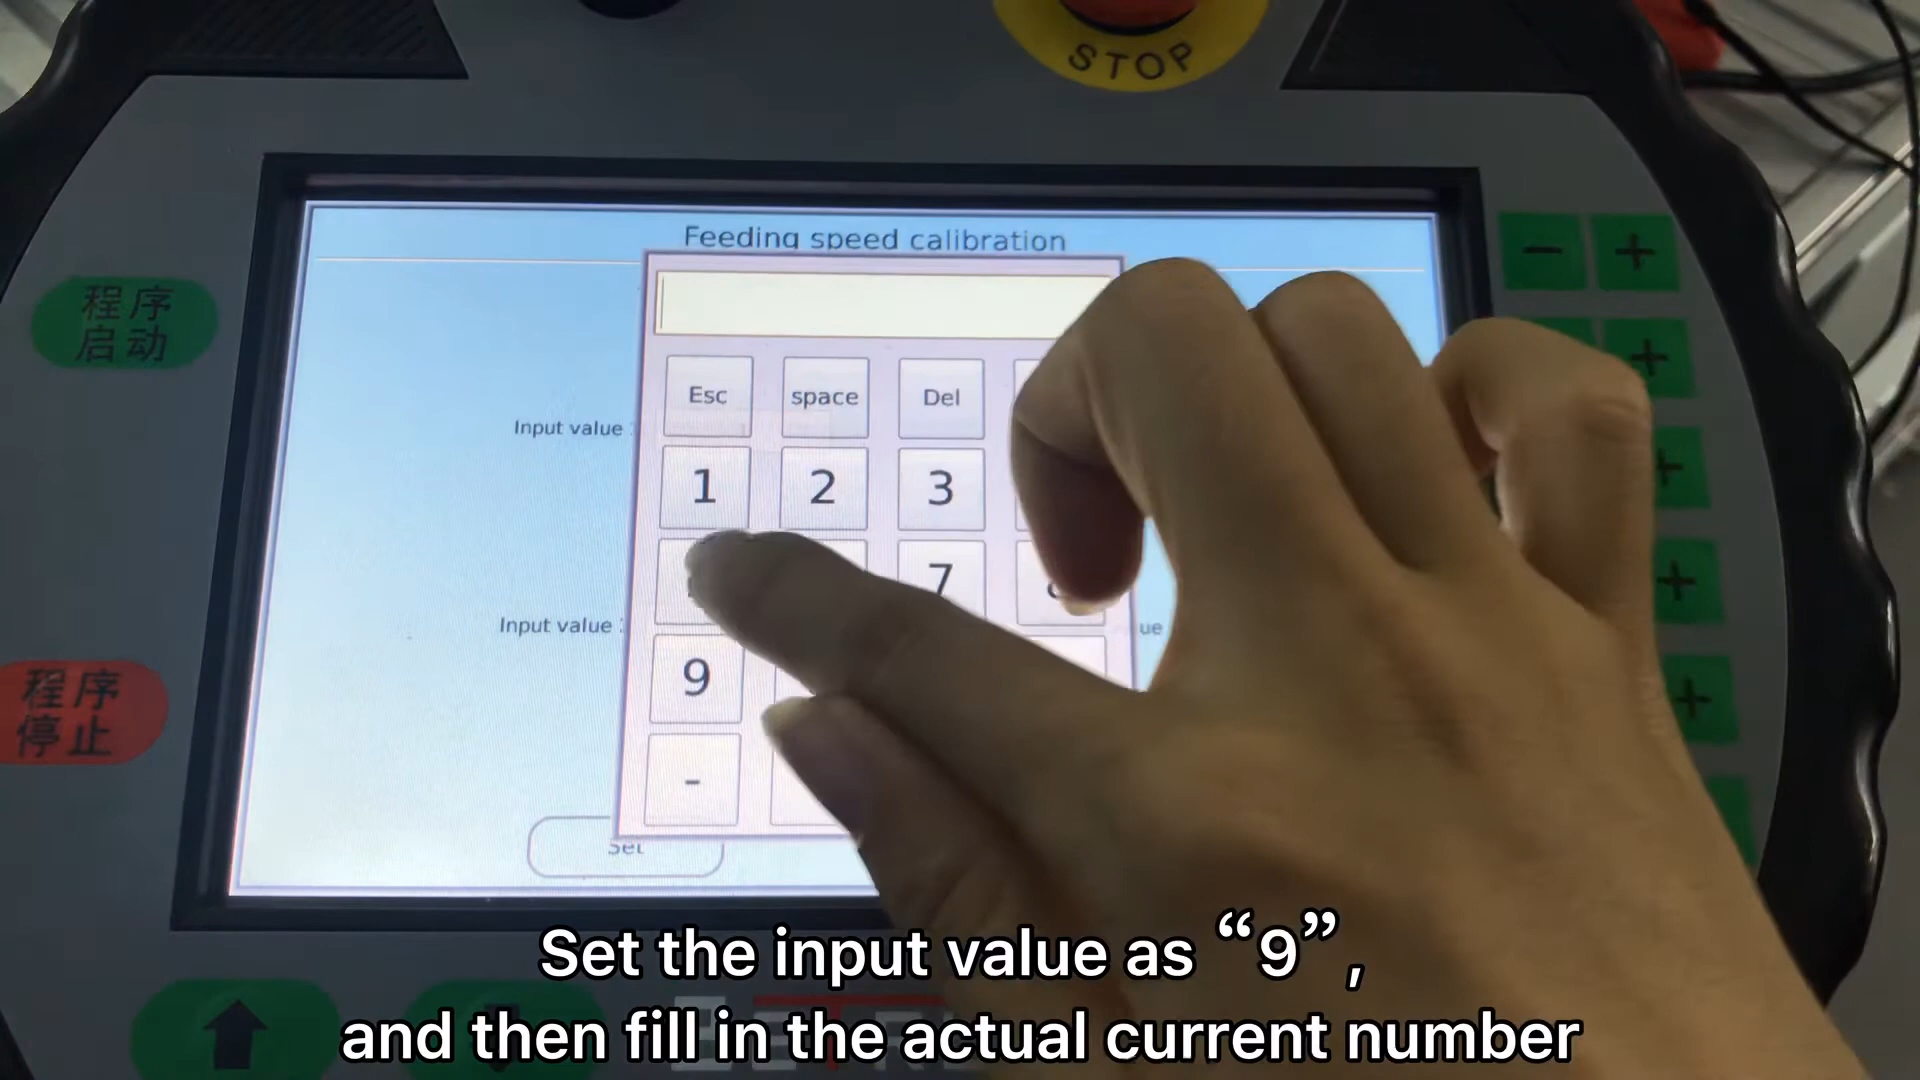 STOP
Feeding speed calibration
程序
启动
Esc space Del
Input value :
1 2 3
7
Input value :
ue
9
程序
停止
-
Set
- +
+
+
+
+
Set the input value as “9”,
and then fill in the actual current number